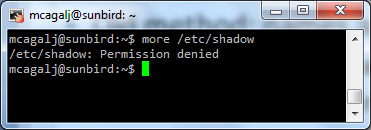 mcagalj@sunbird: ~
mcagalj@sunbird:~$ more /etc/shadow
/etc/shadow: Permission denied
mcagalj@sunbird:~$